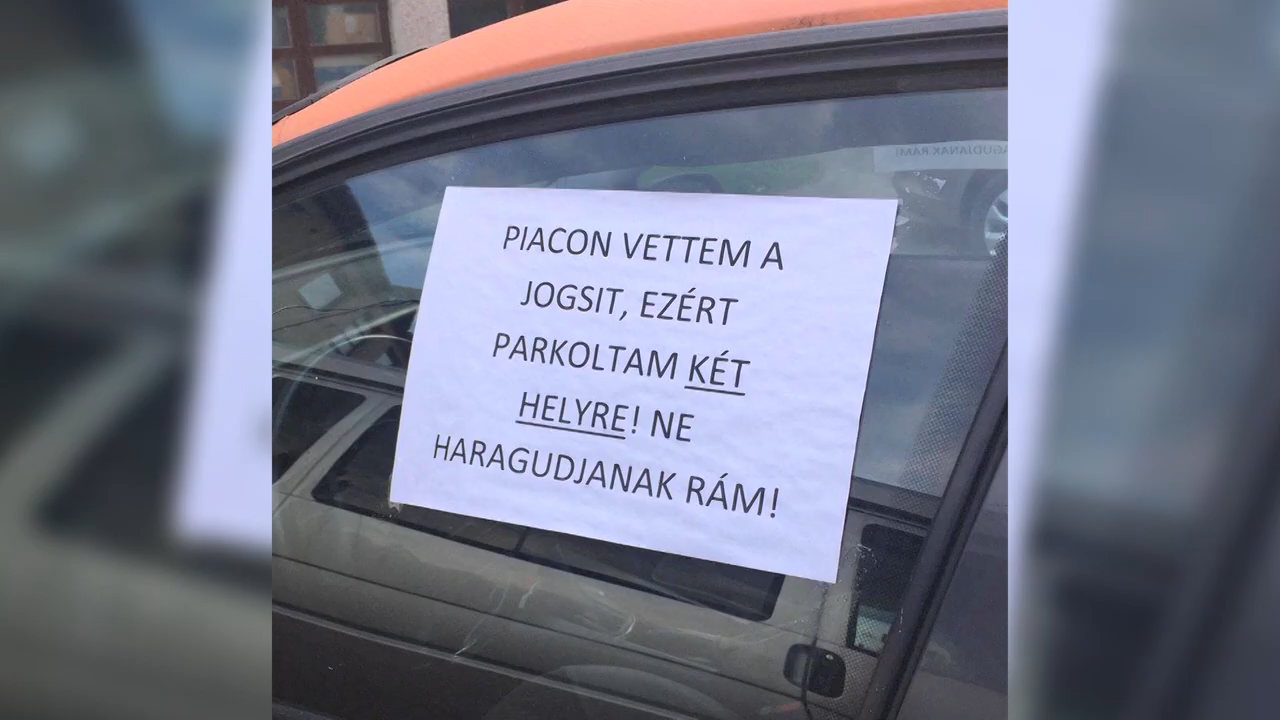 PIACON VETTEM A
JOGSIT, EZÉRT
PARKOLTAM KÉT
HELYRE! NE
HARAGUDJANAK RÁM!